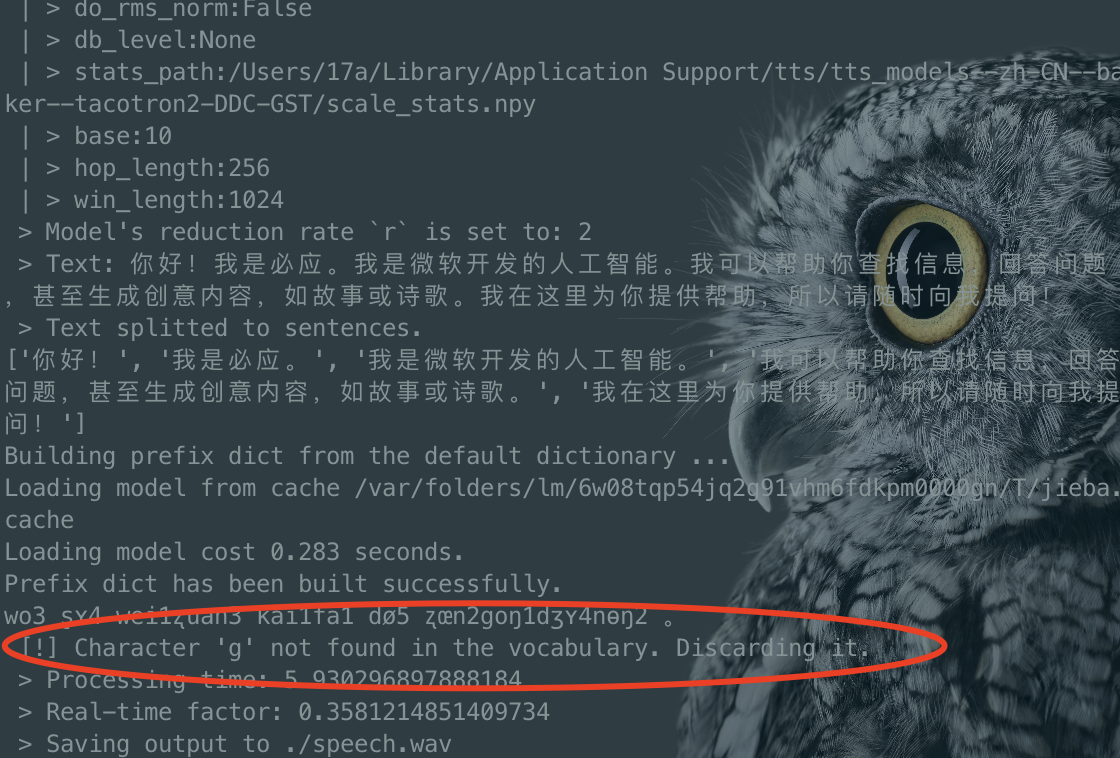 | > do_rms_norm:False
| > db_level:None
| > stats_path:/Users/17a/Library/Application Support/tts/tts_models--zh-CN--ba
ker--tacotron2-DDC-GST/scale_stats.npy
| > base:10
| > hop_length:256
| > win_length:1024
> Model's reduction rate `r` is set to: 2
> Text: 你好！我是必应。我是微软开发的人工智能。我可以帮助你查找信息，回答问题
，甚至生成创意内容，如故事或诗歌。我在这里为你提供帮助，所以请随时向我提问！
> Text splitted to sentences.
['你好！', '我是必应。', '我是微软开发的人工智能。', '我可以帮助你查找信息，回答
问题，甚至生成创意内容，如故事或诗歌。', '我在这里为你提供帮助，所以请随时向我提
问！']
Building prefix dict from the default dictionary ...
Loading model from cache /var/folders/lm/6w08tqp54jq2g91vhm6fdkpm0000gn/T/jieba.
cache
Loading model cost 0.283 seconds.
Prefix dict has been built successfully.
wo3 ʂɤ4 wei1ʐuan3 kai1fa1 dø5 ʐœn2goŋ1dʒʏ4nɵŋ2 。
[!] Character 'g' not found in the vocabulary. Discarding it.
> Processing time: 5.930296897888184
> Real-time factor: 0.3581214851409734
> Saving output to ./speech.wav